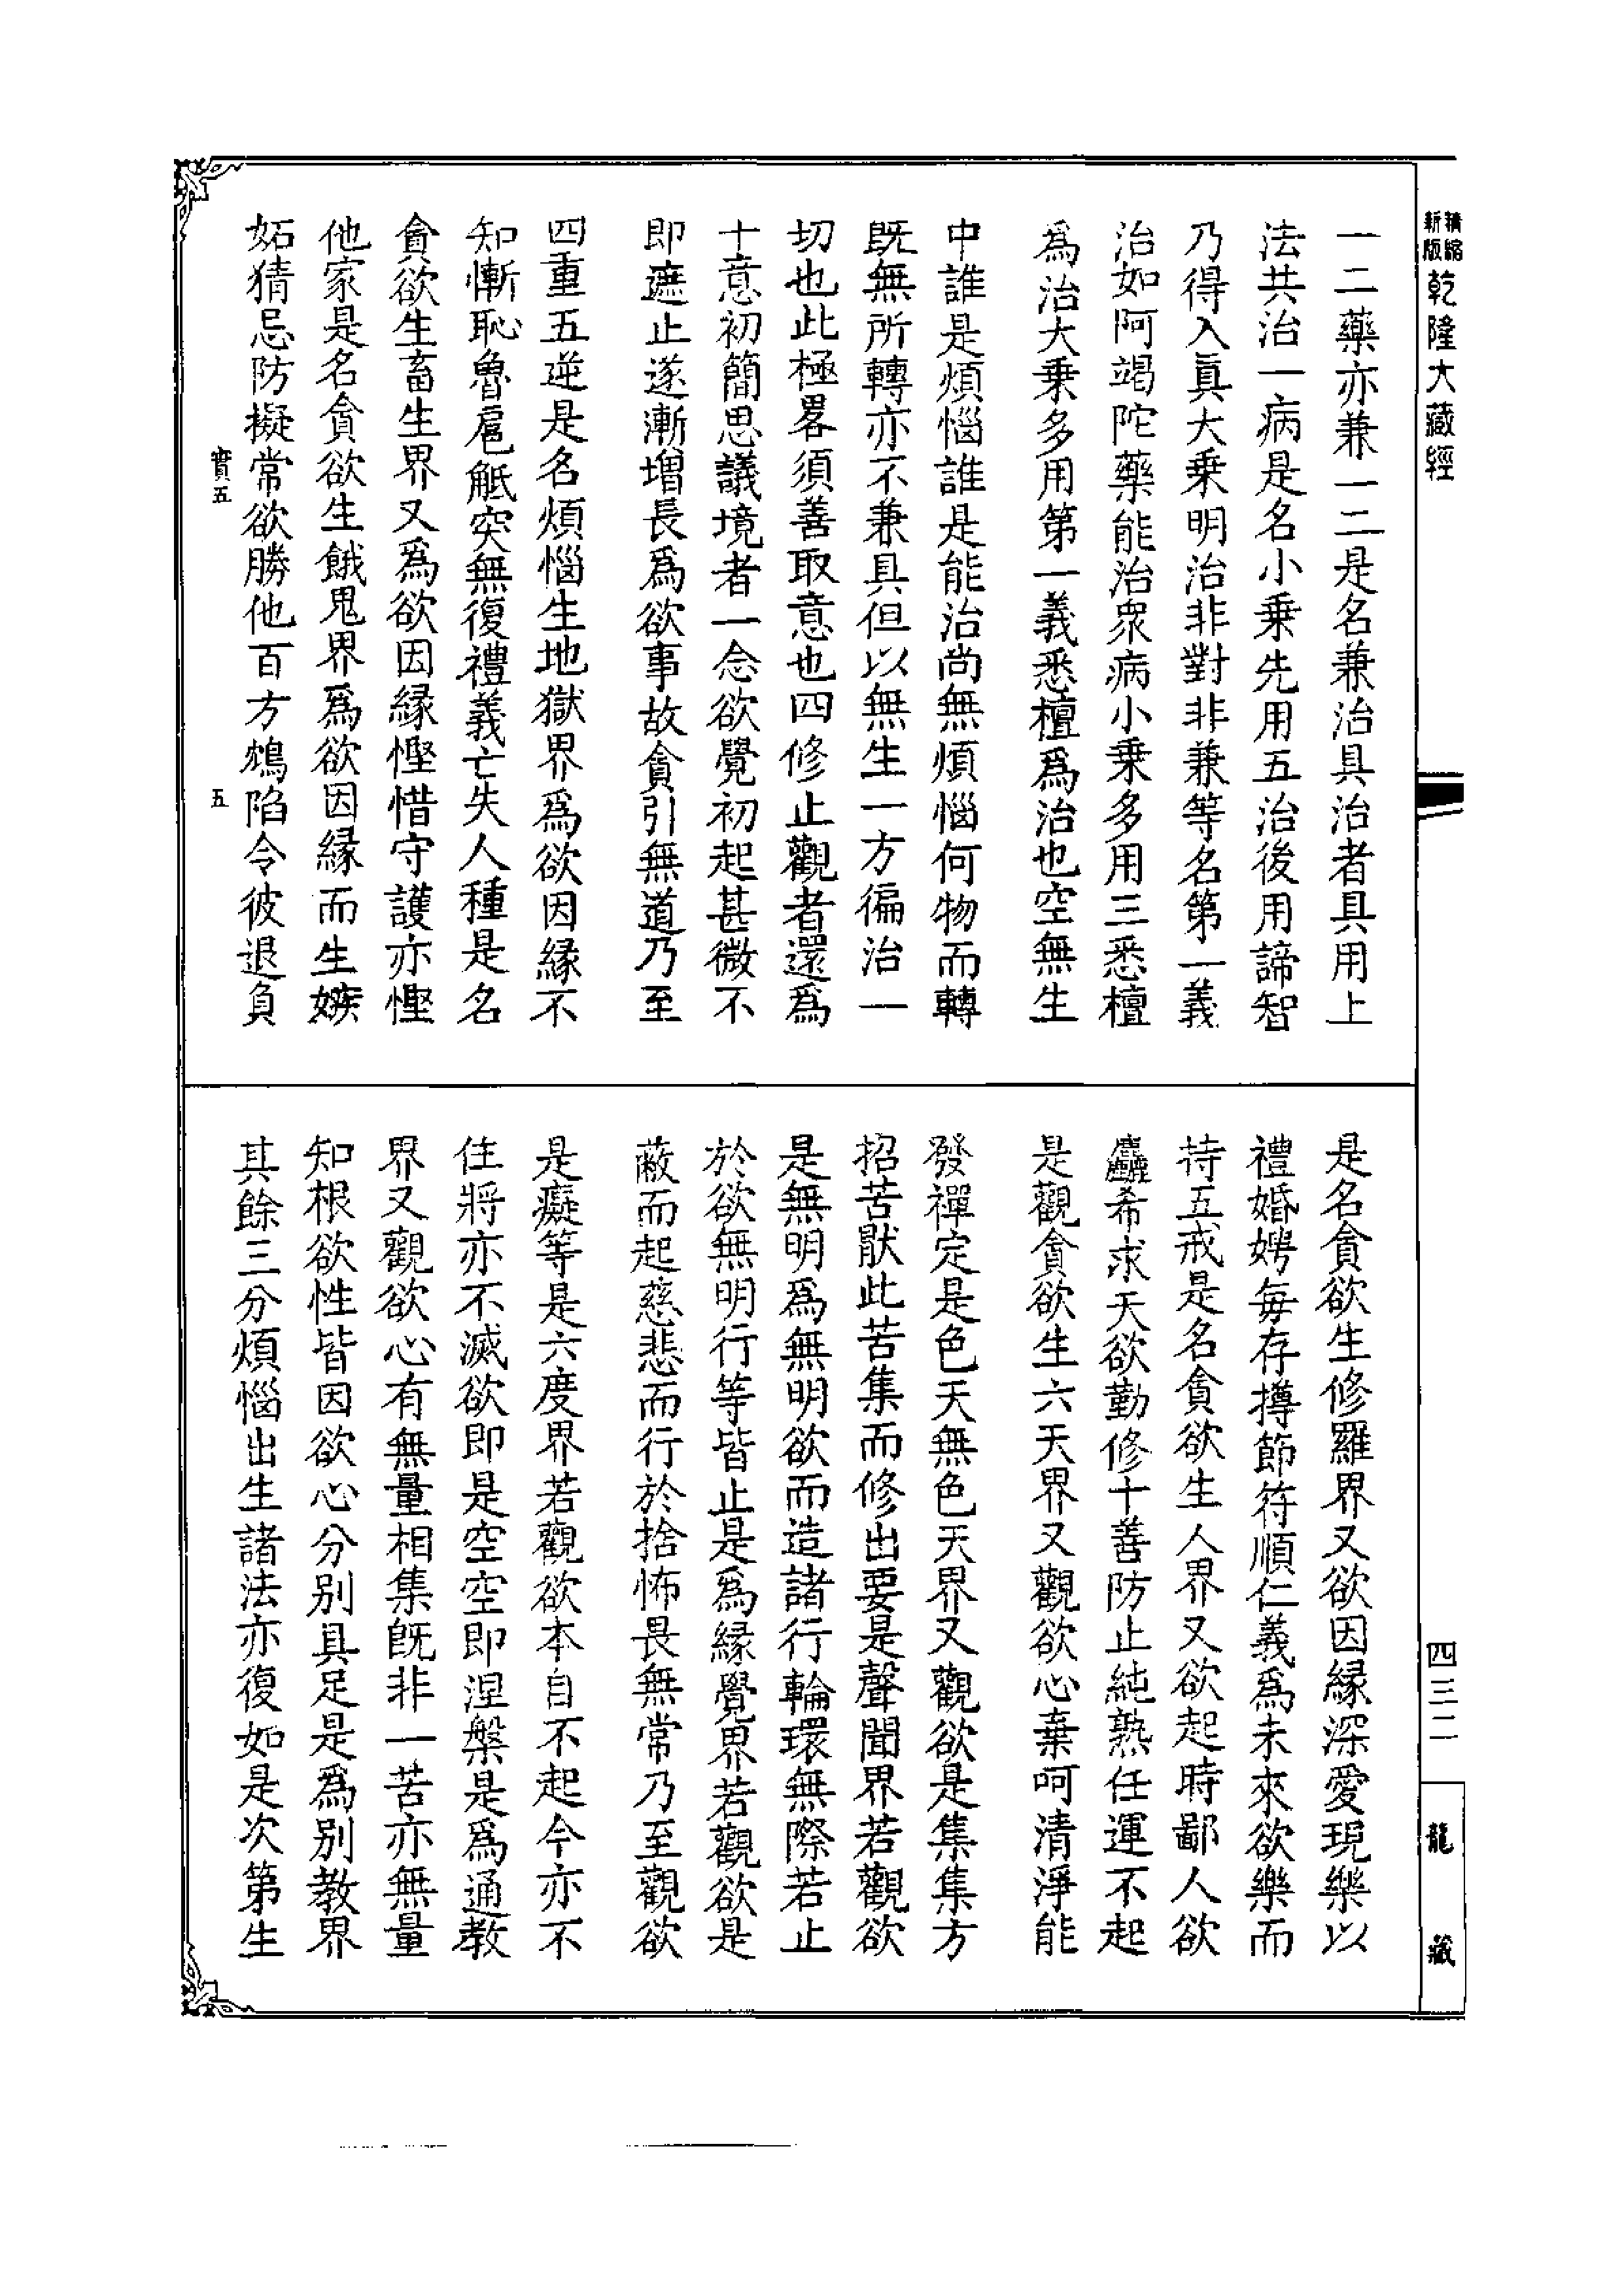 精縮新版乾隆大藏經
一二藥亦兼一二是名兼治具治者具用上
法共治一病是名小乗先用五治後用諦智
乃得入眞大乗明治非對非兼等名第一義
治如阿竭陀藥能治衆病小乗多用三悉檀
爲治大乗多用第一義悉檀爲治也空無生
中誰是煩惱誰是能治尚無煩惱何物而轉
旣無所轉亦不兼具但以無生一方徧治一
切也此極畧須善取意也四修止觀者還爲
十意初簡思議境者一念欲覺初起甚微不
即遮止遂漸增長爲欲事故貪引無道乃至
四重五逆是名煩惱生地獄界爲欲因緣不
知慚恥魯扈觝突無復禮義亡失人種是名
貪欲生畜生界又爲欲因緣慳惜守護亦慳
他家是名貪欲生餓鬼界爲欲因緣而生嫉
妬猜忌防擬常欲勝他百方鴆陷令彼退負
實五
五
是名貪欲生修羅界又欲因緣深愛現樂以
禮婚娉每存撙節符順仁義爲未來欲樂而
持五戒是名貪欲生人界又欲起時鄙人欲
麤希求天欲勤修十善防止純熟任運不起
是觀貪欲生六天界又觀欲心棄呵清淨能
發禪定是色天無色天界又觀欲是集集方
招苦猒此苦集而修出要是聲聞界若觀欲
是無明爲無明欲而造諸行輪環無際若止
於欲無明行等皆止是爲緣覺界若觀欲是
蔽而起慈悲而行於捨怖畏無常乃至觀欲
是癡等是六度界若觀欲本自不起今亦不
住將亦不滅欲即是空空即涅槃是爲通教
界又觀欲心有無量相集旣非一苦亦無量
知根欲性皆因欲心分別具足是爲別教界
其餘三分煩惱出生諸法亦復如是次第生
四三二
龍藏